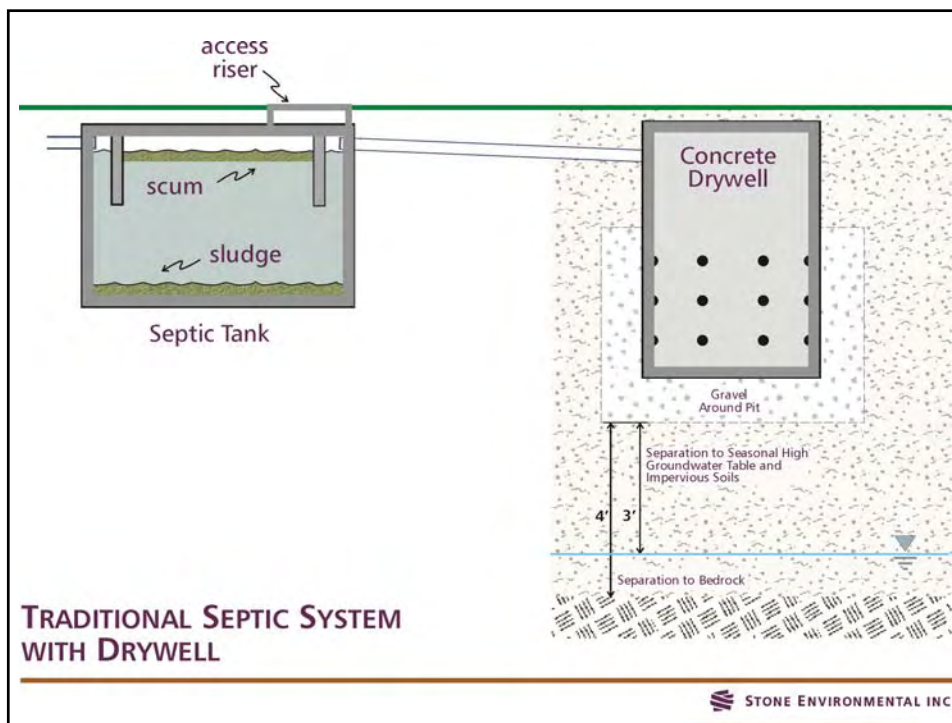 access
riser
scum
sludge
Septic Tank
Concrete
Drywell
Gravel
Around Pit
Separation to Seasonal High
Groundwater Table and
Impervious Soils
4' 3'
Separation to Bedrock
TRADITIONAL SEPTIC SYSTEM
WITH DRYWELL
STONE ENVIRONMENTAL INC